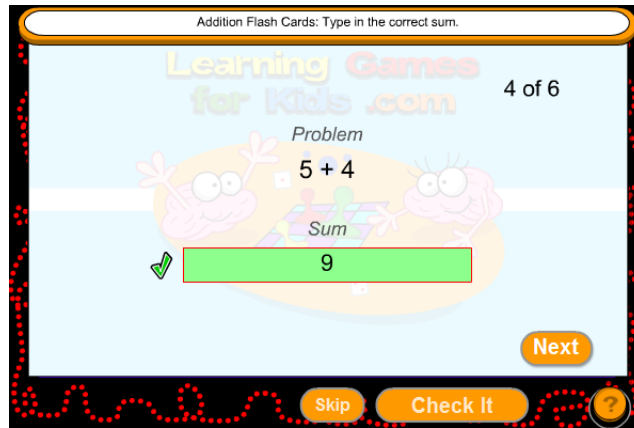 Addition Flash Cards: Type in the correct sum.
Learning Games
for Kids .com
4 of 6
Problem
5 + 4
Sum
9
Next
Skip
Check It
?